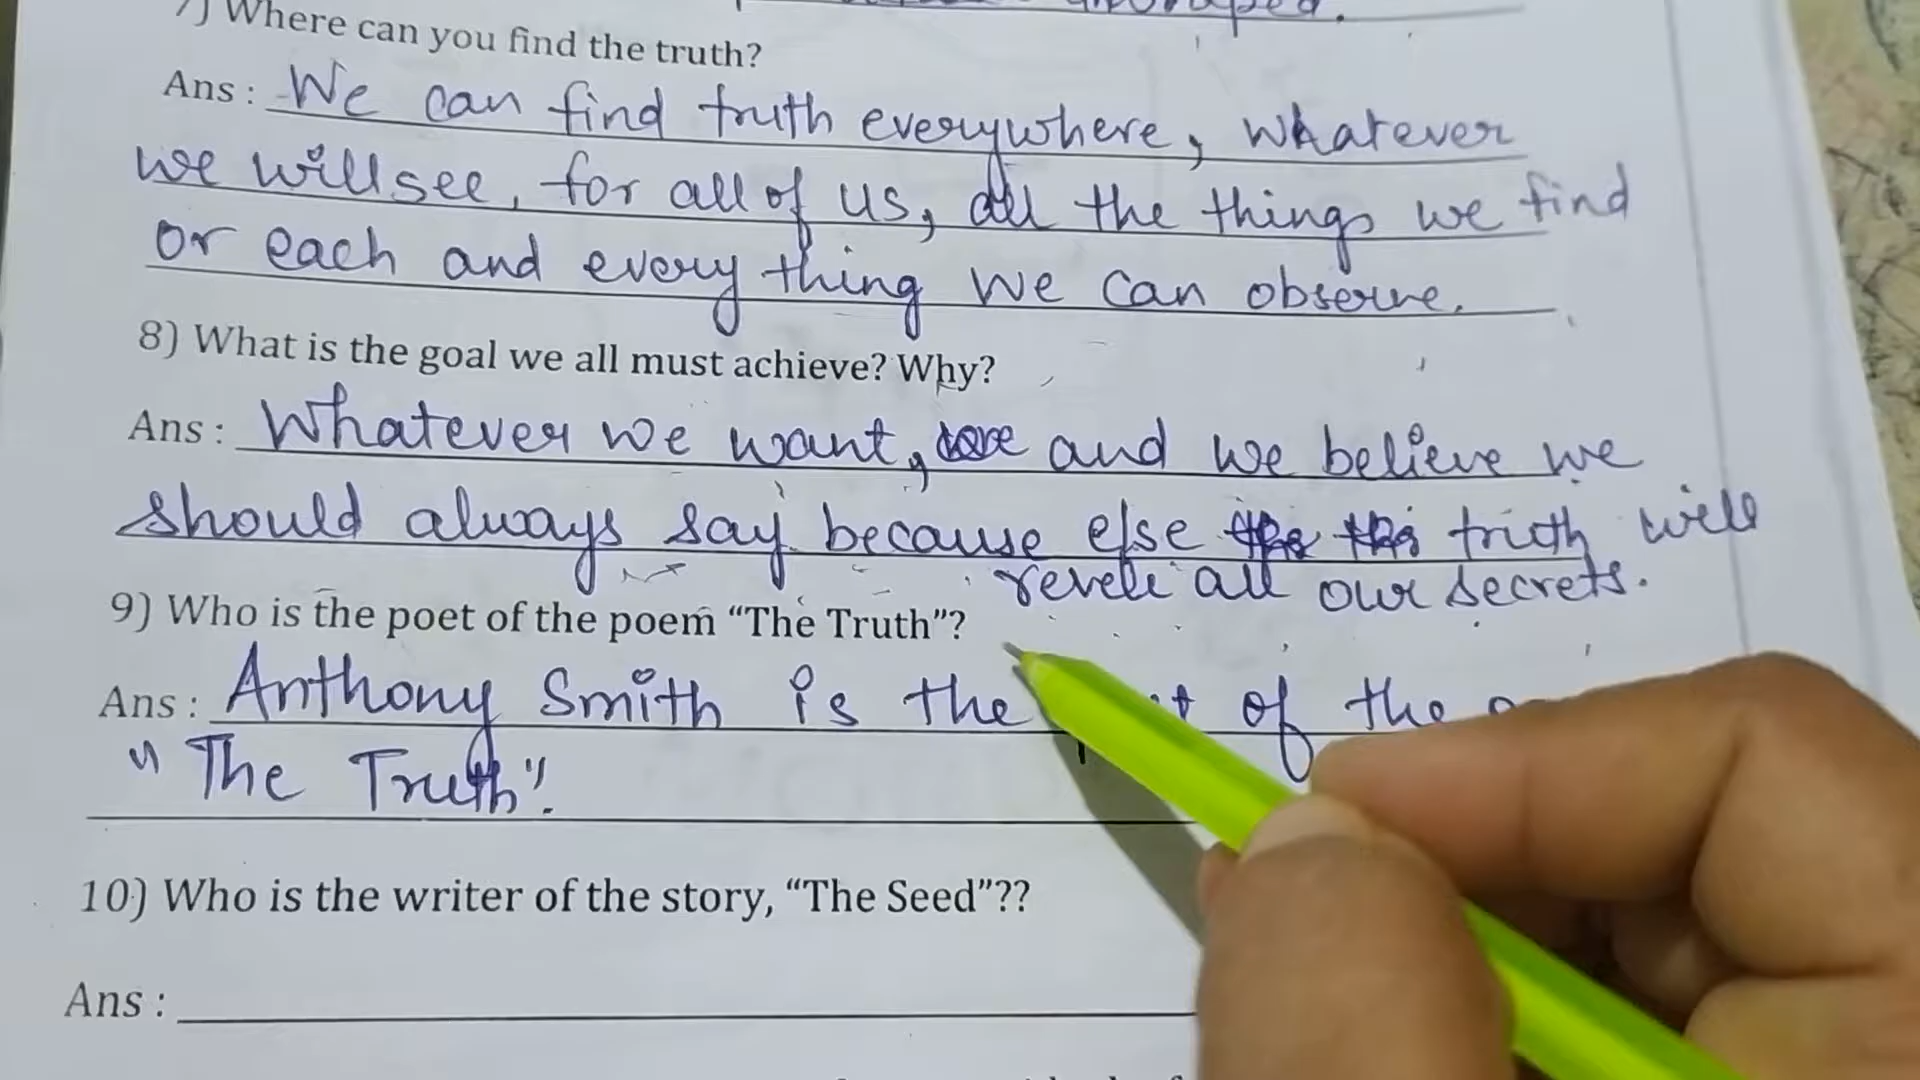 7) Where can you find the truth?
Ans : We can find truth everywhere, whatever
we will see, for all of us, all the things we find
or each and every thing we can observe.
8) What is the goal we all must achieve? Why?
Ans : Whatever we want, and we believe we
should always say because else truth will
revele all our secrets.
9) Who is the poet of the poem “The Truth”?
Ans : Anthony Smith is the of the
"The Truth".
10) Who is the writer of the story, “The Seed”??
Ans :